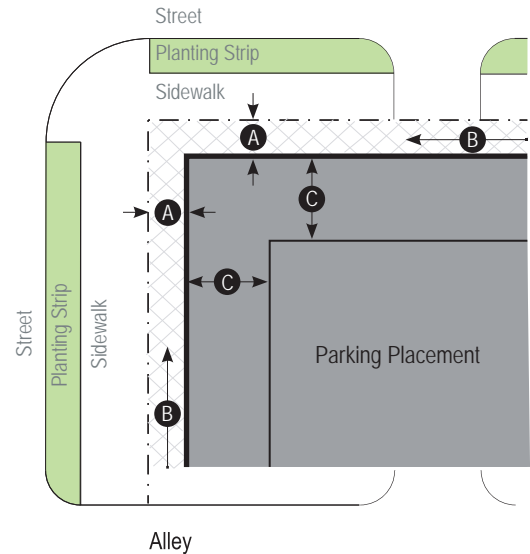 Street
Planting Strip
Sidewalk
A
B
A
C
C
Street
Planting Strip
Sidewalk
Parking Placement
B
Alley